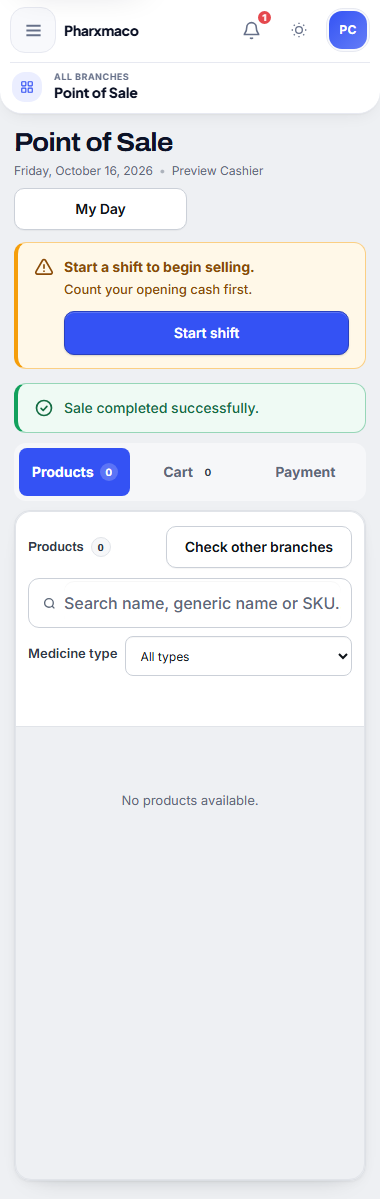 Pharxmaco
1
PC
ALL BRANCHES
Point of Sale
Point of Sale
Friday, October 16, 2026 • Preview Cashier
My Day
Start a shift to begin selling.
Count your opening cash first.
Start shift
Sale completed successfully.
Products 0 Cart 0 Payment
Products 0 Check other branches
Search name, generic name or SKU.
Medicine type All types
No products available.